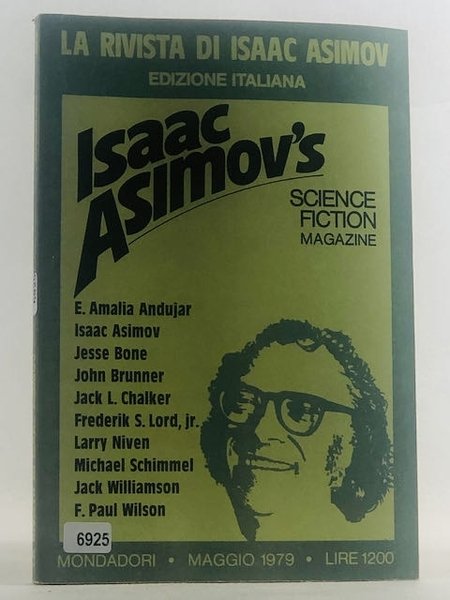 LA RIVISTA DI ISAAC ASIMOV
EDIZIONE ITALIANA
Isaac
Asimov's
SCIENCE
FICTION
MAGAZINE
E. Amalia Andujar
Isaac Asimov
Jesse Bone
John Brunner
Jack L. Chalker
Frederik S. Lord, jr.
Larry Niven
Michael Schimmel
Jack Williamson
F. Paul Wilson
6925
MONDADORI • MAGGIO 1979 • LIRE 1200